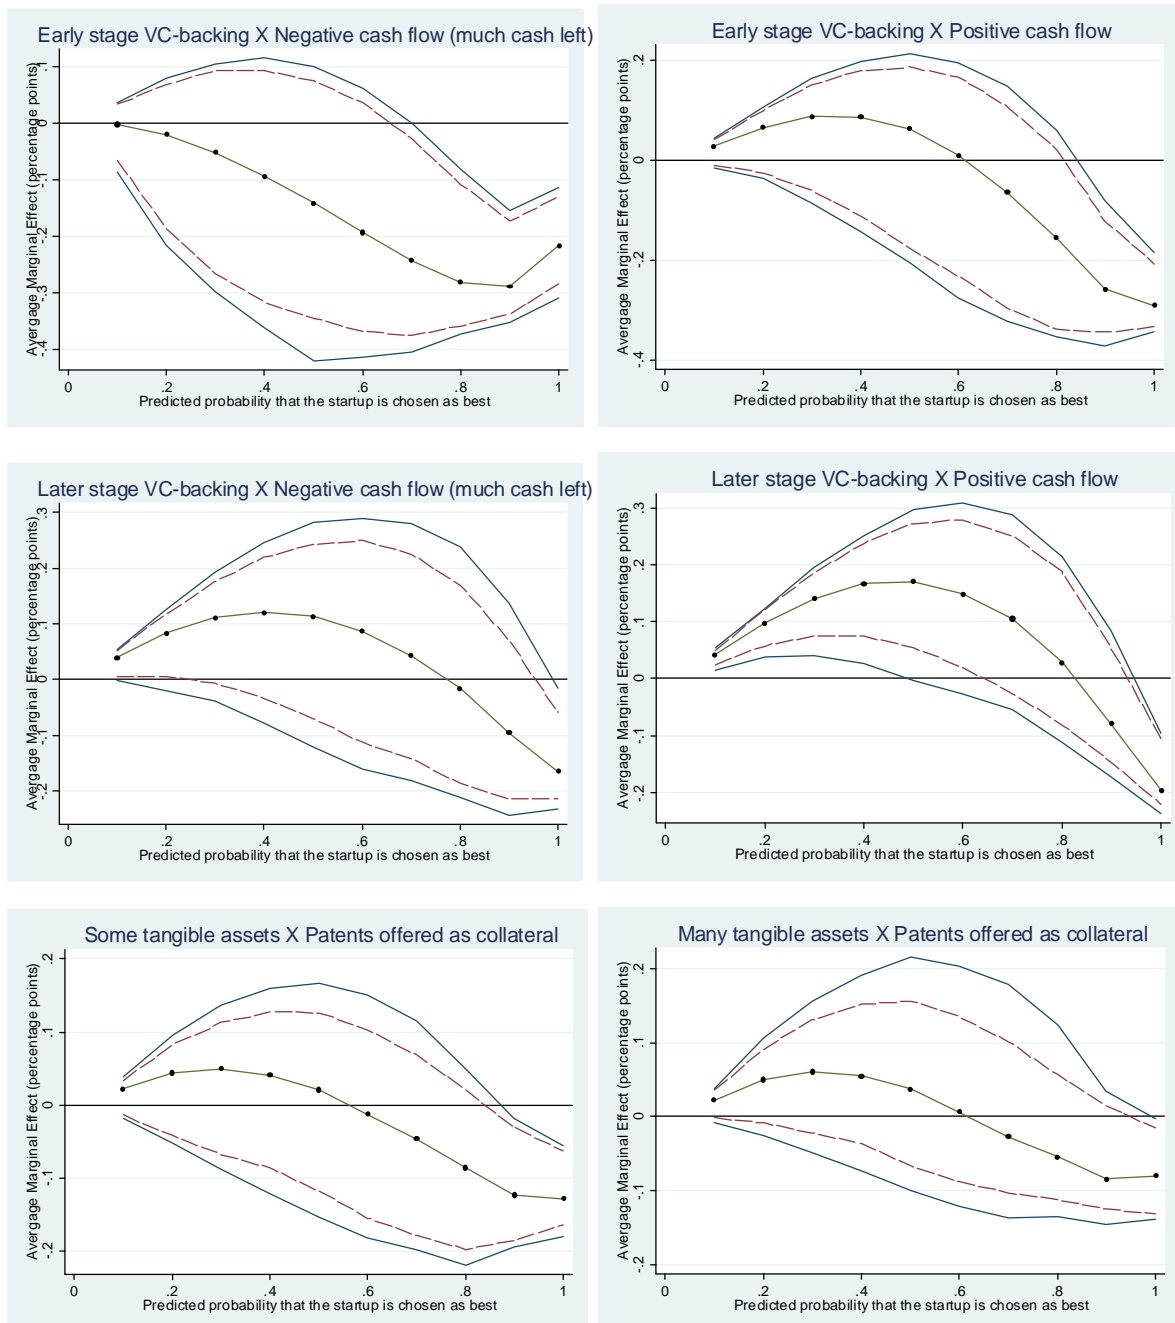 Early stage VC-backing X Negative cash flow (much cash left)
Avergage Marginal Effect (percentage points)
.1
0
-.1
-.2
-.3
-.4
0 .2 .4 .6 .8 1
Predicted probability that the startup is chosen as best
Early stage VC-backing X Positive cash flow
Avergage Marginal Effect (percentage points)
.2
0
-.2
-.4
0 .2 .4 .6 .8 1
Predicted probability that the startup is chosen as best
Later stage VC-backing X Negative cash flow (much cash left)
Avergage Marginal Effect (percentage points)
.3
.2
.1
0
-.1
-.2
0 .2 .4 .6 .8 1
Predicted probability that the startup is chosen as best
Later stage VC-backing X Positive cash flow
Avergage Marginal Effect (percentage points)
.3
.2
.1
0
-.1
-.2
0 .2 .4 .6 .8 1
Predicted probability that the startup is chosen as best
Some tangible assets X Patents offered as collateral
Avergage Marginal Effect (percentage points)
.2
.1
0
-.1
-.2
0 .2 .4 .6 .8 1
Predicted probability that the startup is chosen as best
Many tangible assets X Patents offered as collateral
Avergage Marginal Effect (percentage points)
.2
.1
0
-.1
-.2
0 .2 .4 .6 .8 1
Predicted probability that the startup is chosen as best